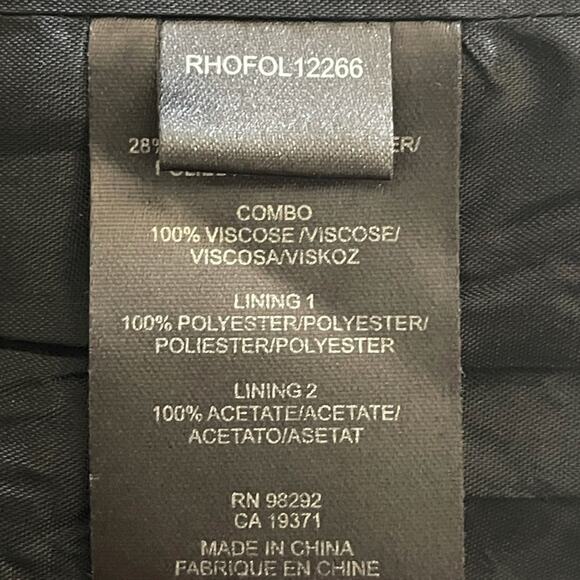 RHOFOL12266
28%
COMBO
100% VISCOSE/VISCOSE/
VISCOSA/VISKOZ
LINING 1
100% POLYESTER/POLYESTER/
POLIESTER/POLYESTER
LINING 2
100% ACETATE/ACETATE/
ACETATO/ASETAT
RN 98292
CA 19371
MADE IN CHINA
FABRIQUE EN CHINE